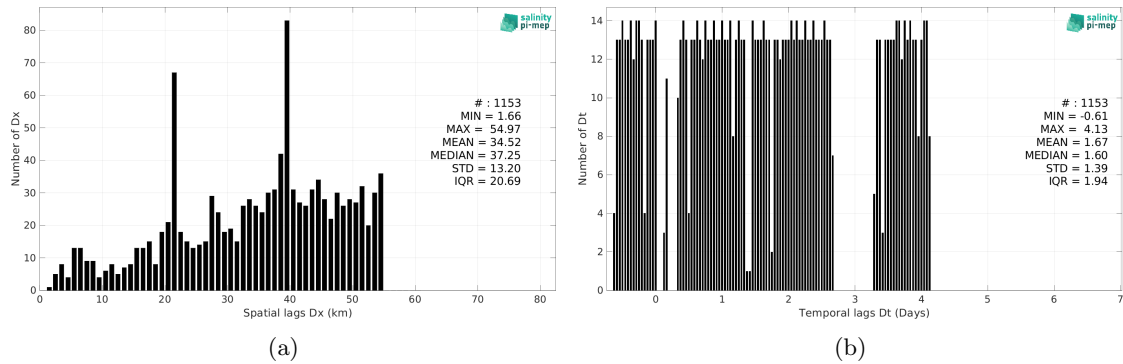 salinity
pi-mep
80
70
60
50
40
30
20
10
0
Number of Dx
# : 1153
MIN = 1.66
MAX = 54.97
MEAN = 34.52
MEDIAN = 37.25
STD = 13.20
IQR = 20.69
0 10 20 30 40 50 60 70 80
Spatial lags Dx (km)
(a)
salinity
pi-mep
14
12
10
8
6
4
2
0
Number of Dt
# : 1153
MIN = -0.61
MAX = 4.13
MEAN = 1.67
MEDIAN = 1.60
STD = 1.39
IQR = 1.94
0 1 2 3 4 5 6 7
Temporal lags Dt (Days)
(b)